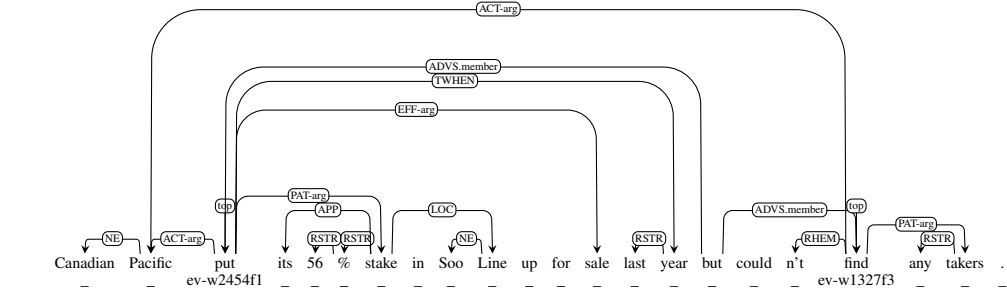 ACT-arg
ADVS.member
TWHEN
EFF-arg
PAT-arg
top APP LOC ADVS.member top
PAT-arg
NE ACT-arg RSTR RSTR NE RSTR RHEM RSTR
Canadian Pacific put its 56 % stake in Soo Line up for sale last year but could n't find any takers .
_ _ ev-w2454f1 _ _ _ _ _ _ _ _ _ _ _ _ _ _ _ ev-w1327f3 _ _ _